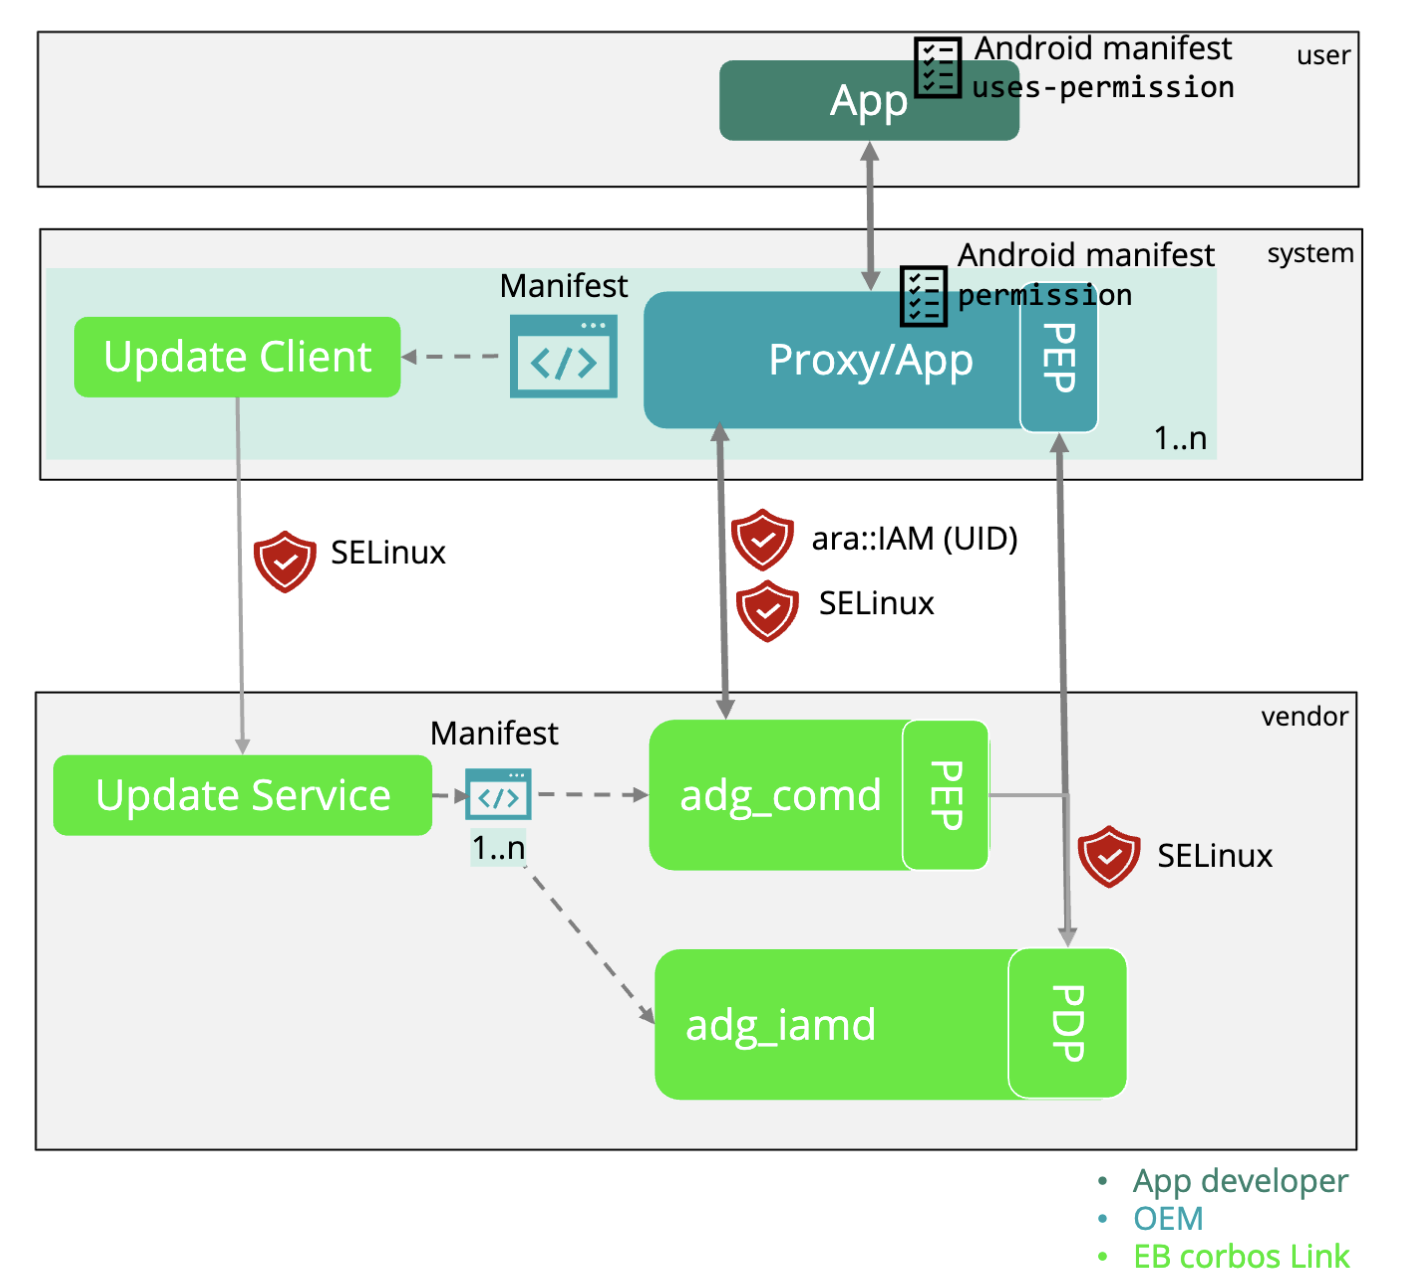 Android manifest
uses-permission
user
App
Android manifest
permission
system
Manifest
Update Client
Proxy/App
PEP
1..n
SELinux
ara::IAM (UID)
SELinux
vendor
Manifest
Update Service
adg_comd
PEP
1..n
SELinux
adg_iamd
PDP
• App developer
• OEM
• EB corbos Link